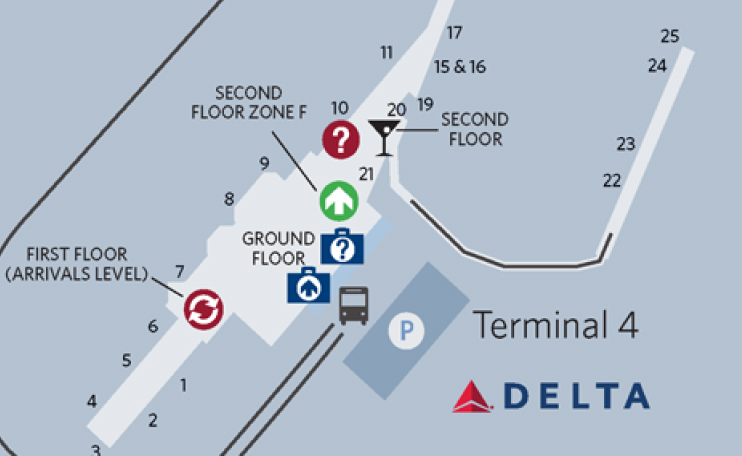 25
17
11
24
15 & 16
SECOND
FLOOR ZONE F
10
20
19
SECOND
FLOOR
?
23
9
21
22
8
GROUND
FLOOR
?
FIRST FLOOR
(ARRIVALS LEVEL)
7
6
P
Terminal 4
5
1
4
DELTA
2
3